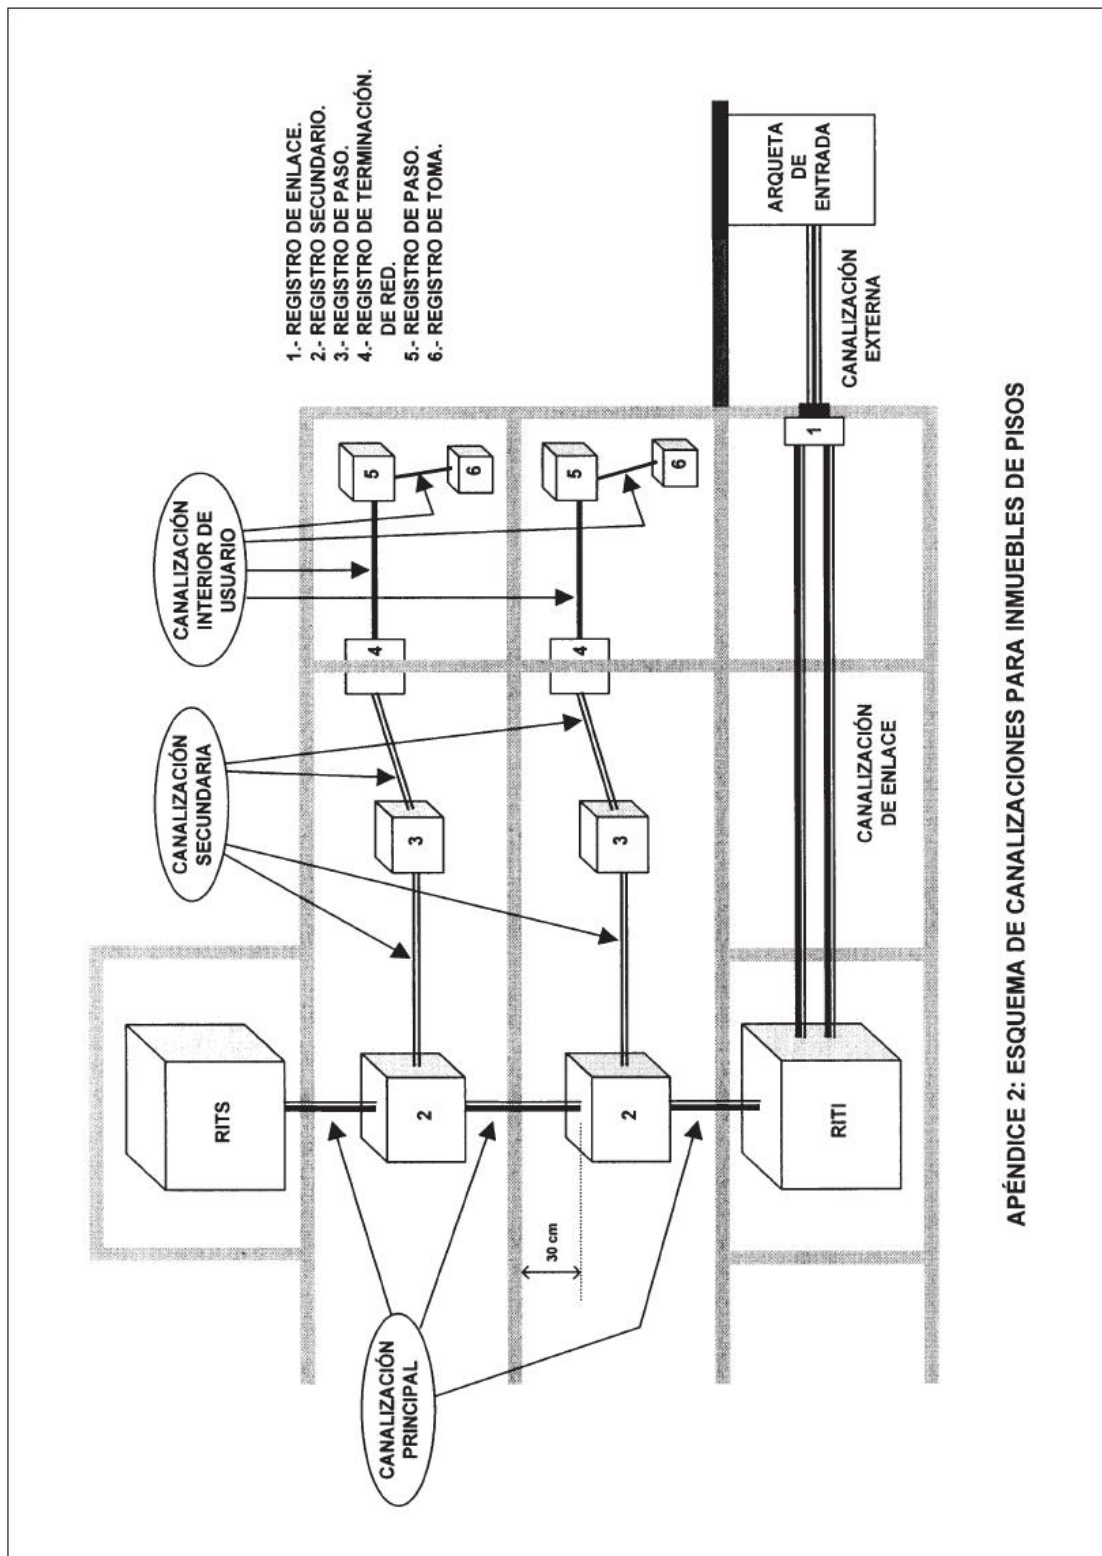 1.- REGISTRO DE ENLACE.
2.- REGISTRO SECUNDARIO.
3.- REGISTRO DE PASO.
4.- REGISTRO DE TERMINACIÓN.
DE RED.
5.- REGISTRO DE PASO.
6.- REGISTRO DE TOMA.
CANALIZACIÓN
INTERIOR DE
USUARIO
CANALIZACIÓN
SECUNDARIA
CANALIZACIÓN
PRINCIPAL
RITS
2
3
4
5
6
30 cm
2
3
4
5
6
RITI
CANALIZACIÓN
DE ENLACE
1
CANALIZACIÓN
EXTERNA
ARQUETA
DE
ENTRADA
APÉNDICE 2: ESQUEMA DE CANALIZACIONES PARA INMUEBLES DE PISOS